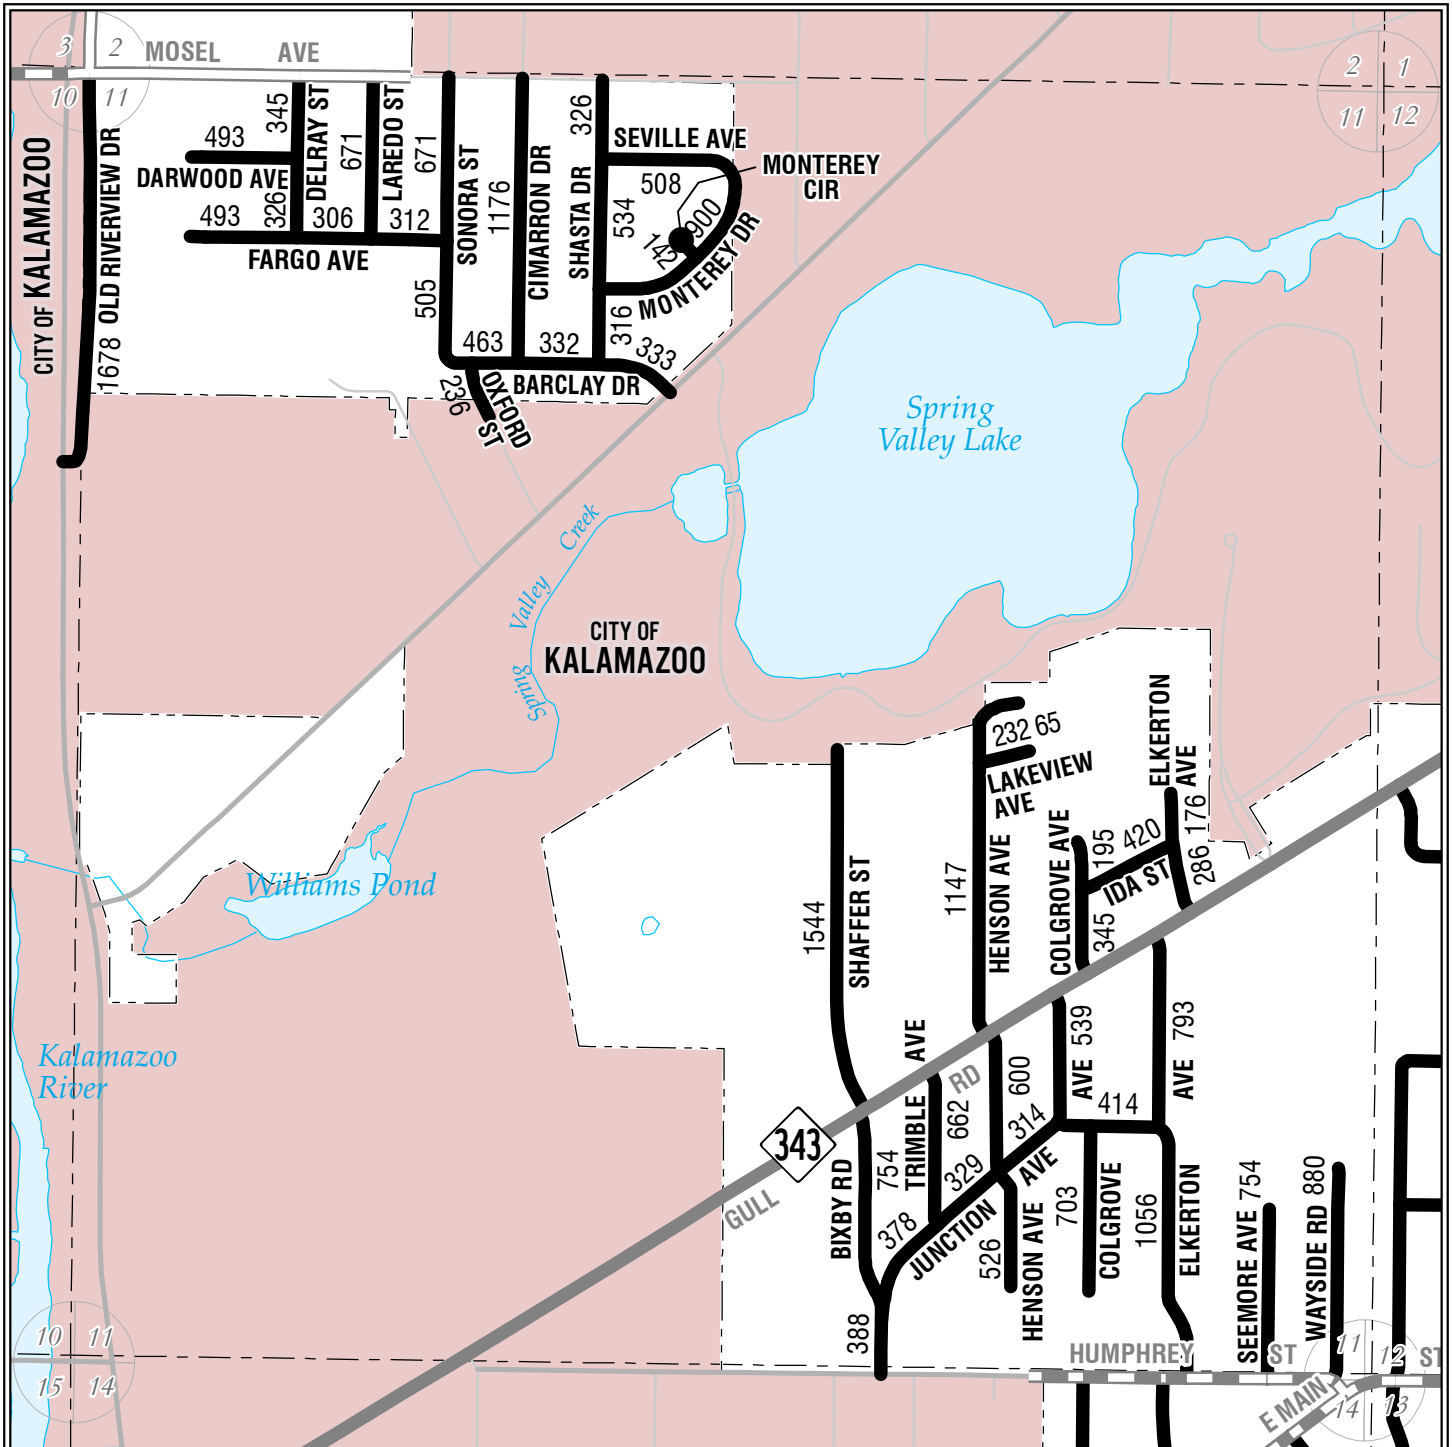 3 2
10 11
MOSEL AVE
2 1
11 12
CITY OF KALAMAZOO
1678 OLD RIVERVIEW DR
493
345
DELRAY ST
671
LAREDO ST
671
DARWOOD AVE
493
326
306
312
FARGO AVE
SONORA ST
1176
CIMARRON DR
SHASTA DR
326
SEVILLE AVE
508
MONTEREY
CIR
534
900
142
MONTEREY DR
505
463
332
316
333
BARCLAY DR
236
OXFORD
ST
Spring
Valley Lake
Spring Valley Creek
CITY OF
KALAMAZOO
232 65
LAKEVIEW
AVE
ELKERTON
AVE
176
COLGROVE AVE
195
420
IDA ST
286
345
1147
HENSON AVE
1544
SHAFFER ST
Williams Pond
Kalamazoo
River
TRIMBLE AVE
662
600
AVE 539
AVE 793
414
314
329
378
JUNCTION AVE
343
GULL RD
BIXBY RD
754
388
526
HENSON AVE
703
COLGROVE
1056
ELKERTON
SEEMORE AVE 754
WAYSIDE RD 880
10 11
15 14
HUMPHREY ST
11 12
14 13
ST
E MAIN